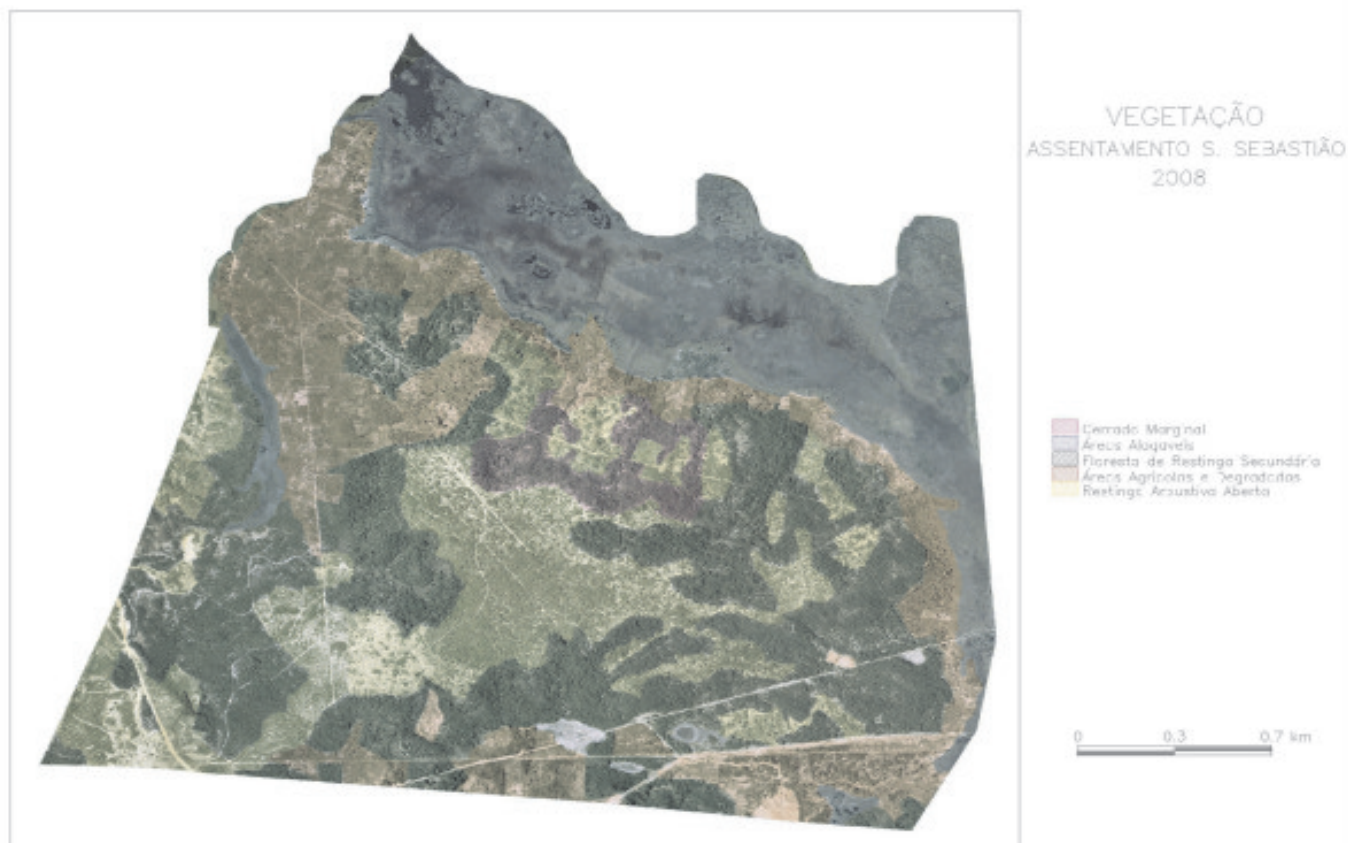 VEGETAÇÃO
ASSENTAMENTO S. SEBASTIÃO
2008
Cerrado Marginal
Áreas Alagáveis
Floresta de Restinga Secundária
Áreas Agrícolas e Degradadas
Restinga Arbustiva Aberta
0 0.3 0.7 km